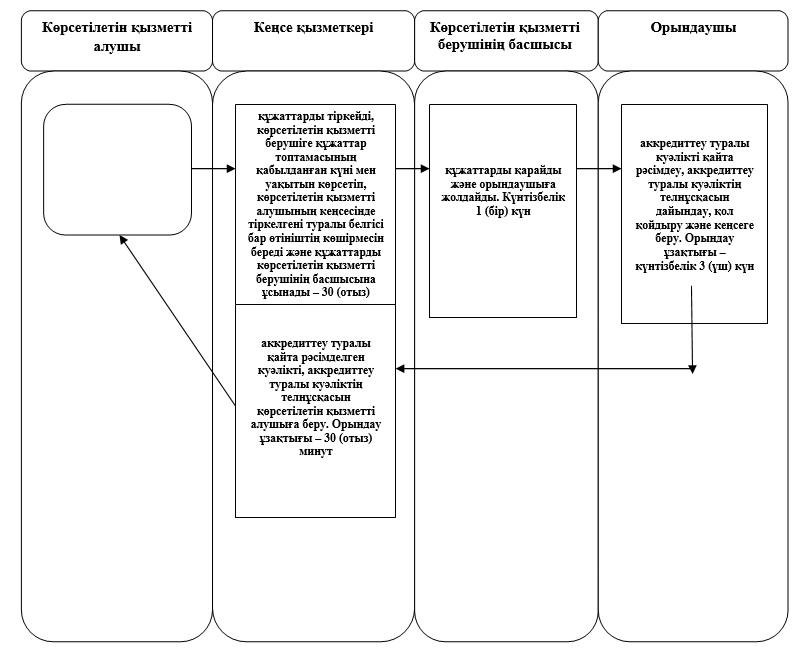 Көрсетілетін қызметті
алушы
Кеңсе қызметкері
Көрсетілетін қызметті
берушінің басшысы
Орындаушы
құжаттарды тіркейді,
көрсетілетін қызметті
берушіге құжаттар
топтамасының
қабылданған күні мен
уақытын көрсетіп,
көрсетілетін қызметті
алушының кеңсесінде
тіркелгені туралы белгісі
бар өтініштің көшірмесін
береді және құжаттарды
көрсетілетін қызметті
берушінің басшысына
ұсынады – 30 (отыз)
құжаттарды қарайды
және орындаушыға
жолдайды. Күнтізбелік
1 (бір) күн
аккредиттеу туралы
куәлікті қайта
рәсімдеу, аккредиттеу
туралы куәліктің
телнұсқасын
дайындау, қол
қойдыру және кеңсеге
беру. Орындау
ұзақтығы –
күнтізбелік 3 (үш) күн
аккредиттеу туралы
қайта рәсімделген
куәлікті, аккредиттеу
туралы куәліктің
телнұсқасын
қөрсетілетін қызметті
алушыға беру. Орындау
ұзақтығы – 30 (отыз)
минут